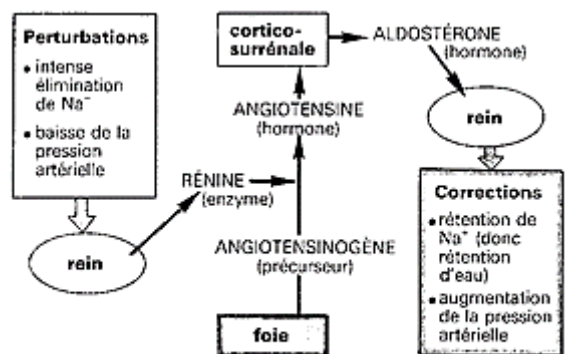 Perturbations
• intense
élimination
de Na⁺
• baisse de la
pression
artérielle
rein
RÉNINE
(enzyme)
cortico-
surrénale
ALDOSTÉRONE
(hormone)
ANGIOTENSINE
(hormone)
ANGIOTENSINOGÈNE
(précurseur)
foie
rein
Corrections
• rétention de
Na⁺ (donc
rétention
d'eau)
• augmentation
de la pression
artérielle